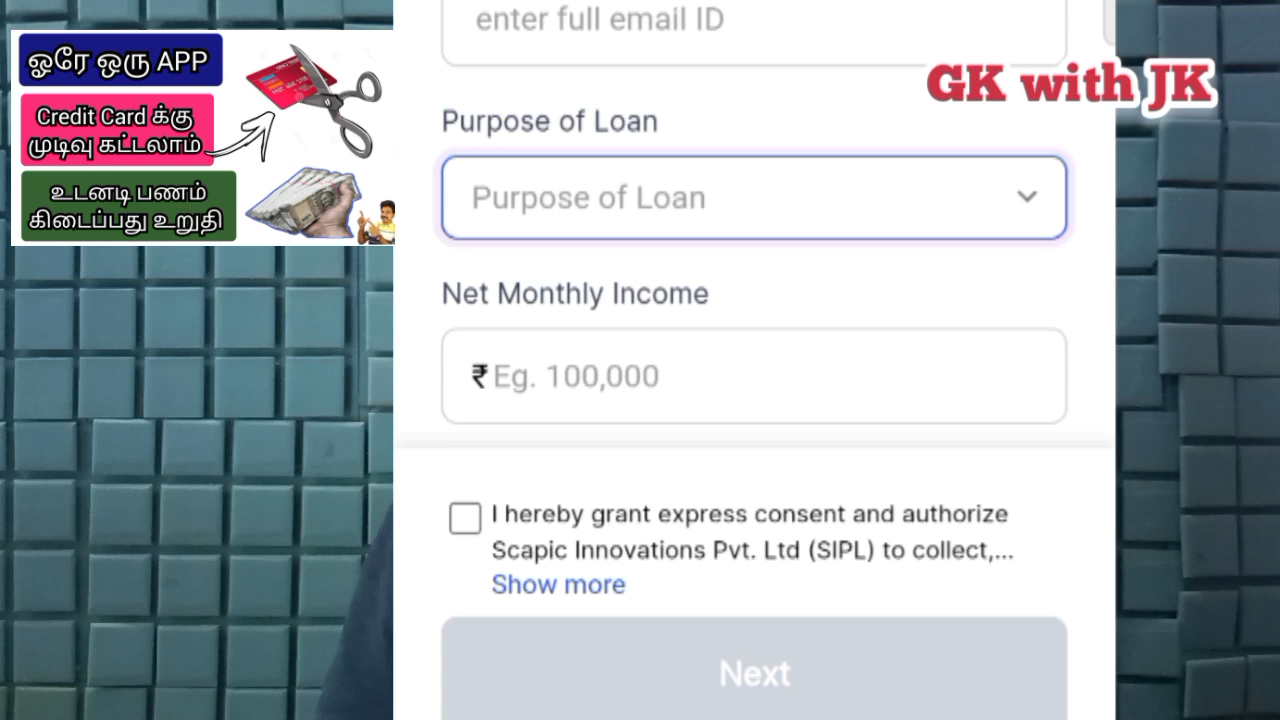 ஓரே ஒரு APP
Credit Card க்கு
முடிவு கட்டலாம்
உடனடி பணம்
கிடைப்பது உறுதி
GK with JK
enter full email ID
Purpose of Loan
Purpose of Loan
Net Monthly Income
₹ Eg. 100,000
I hereby grant express consent and authorize
Scapic Innovations Pvt. Ltd (SIPL) to collect,...
Show more
Next